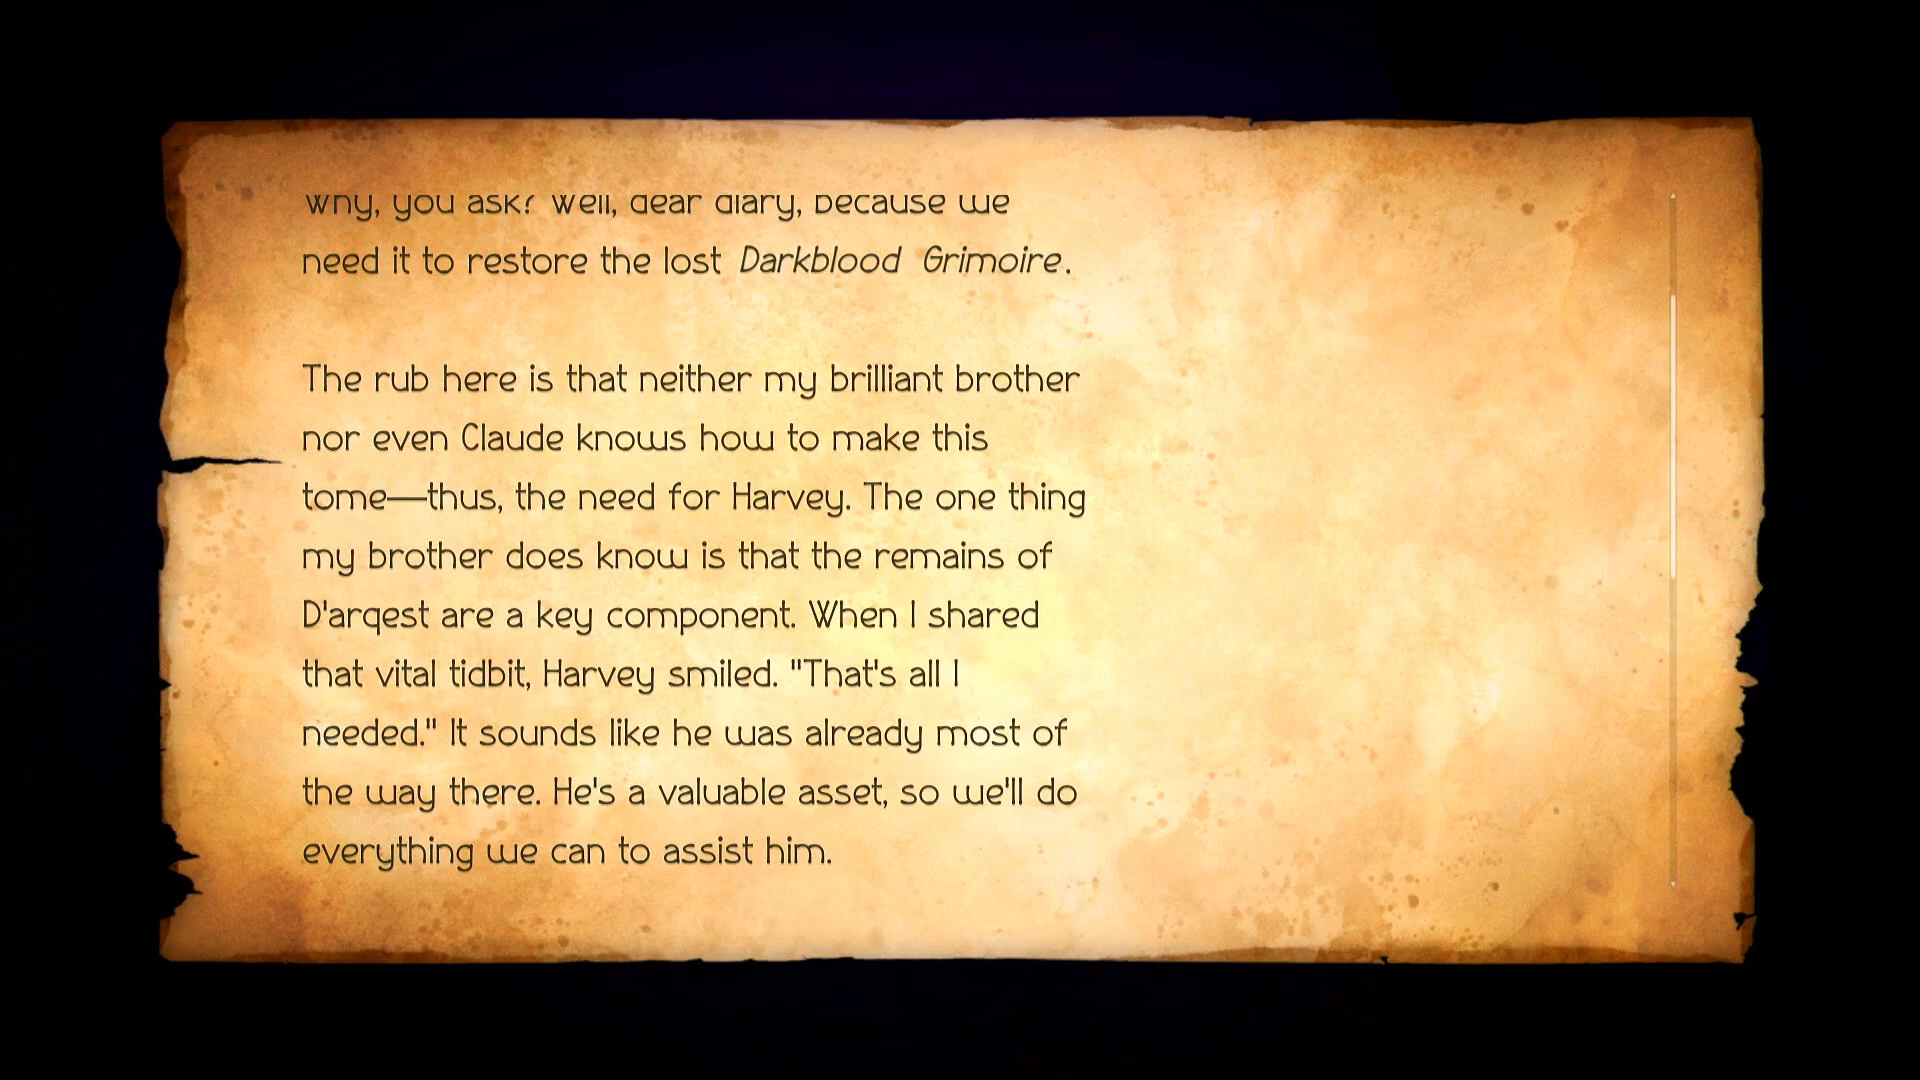 Why, you ask? Well, dear diary, because we
need it to restore the lost Darkblood Grimoire.
The rub here is that neither my brilliant brother
nor even Claude knows how to make this
tome—thus, the need for Harvey. The one thing
my brother does know is that the remains of
D'arqest are a key component. When I shared
that vital tidbit, Harvey smiled. "That's all I
needed." It sounds like he was already most of
the way there. He's a valuable asset, so we'll do
everything we can to assist him.